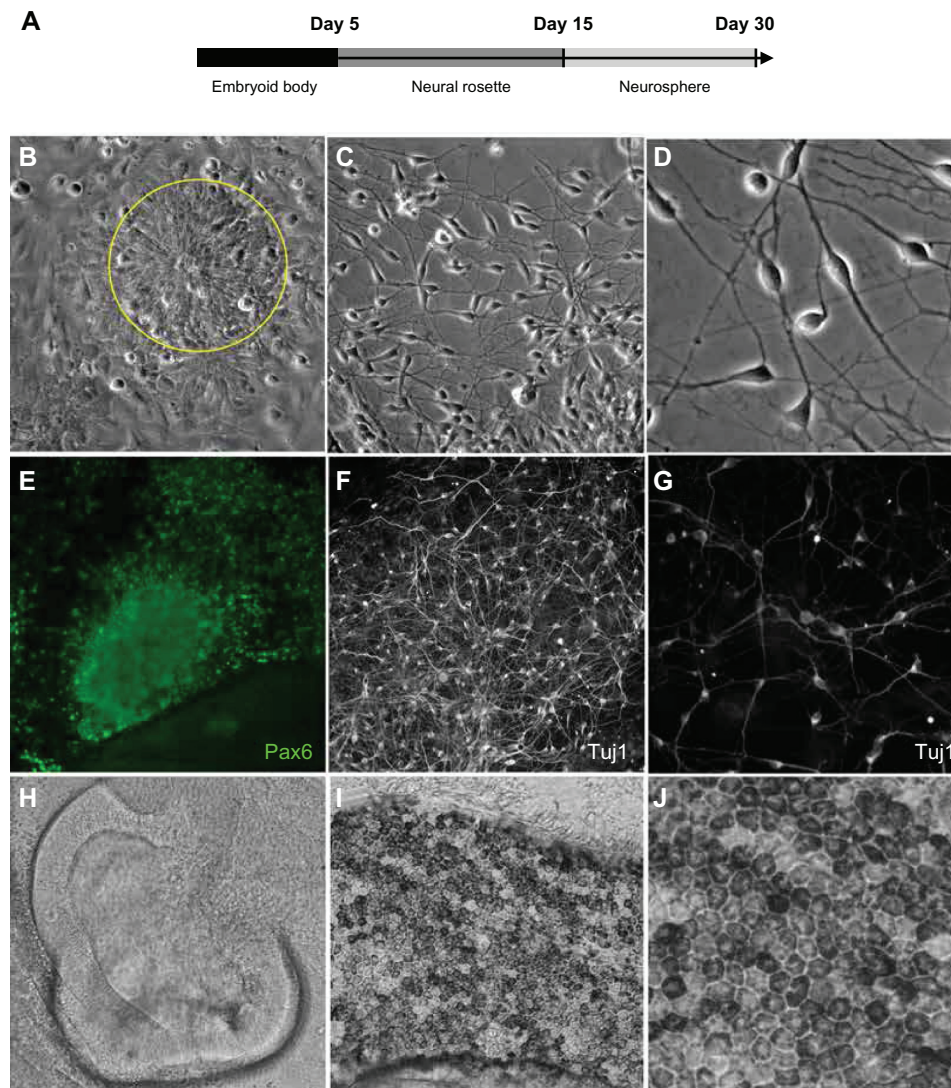 A
Day 5 Day 15 Day 30
Embryoid body Neural rosette Neurosphere
B C D
E F G
Pax6 Tuj1 Tuj1
H I J